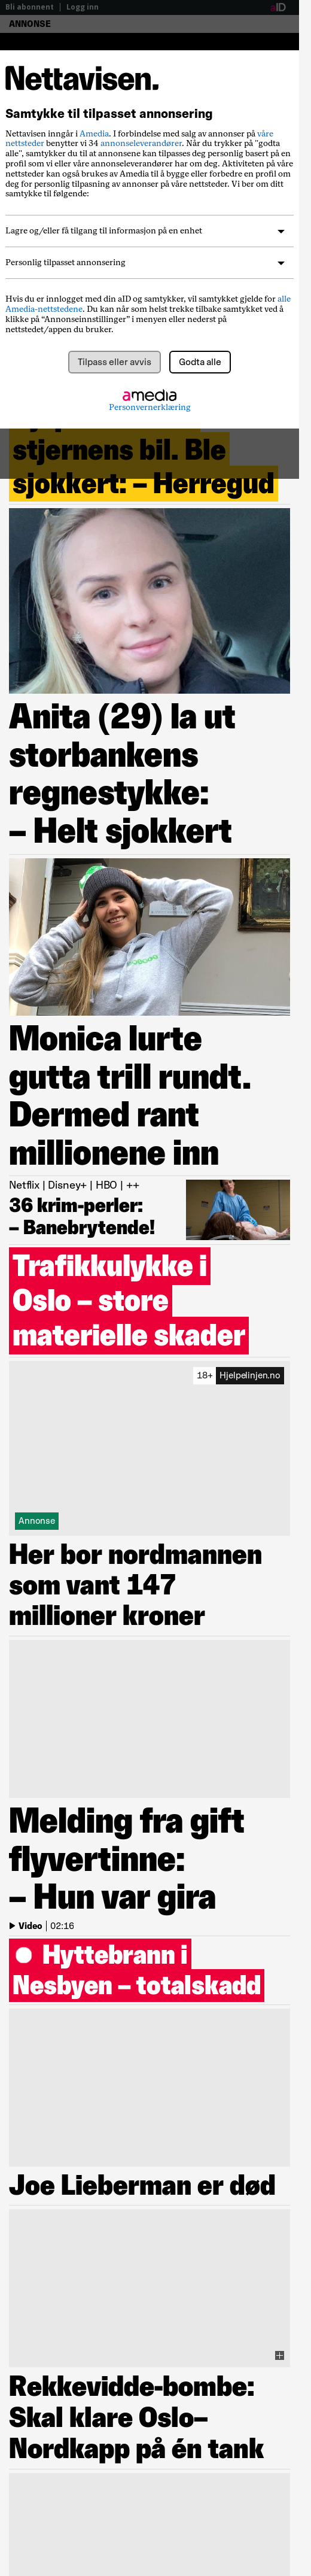 Bli abonnent | Logg inn
aID
ANNONSE
Nettavisen.
Samtykke til tilpasset annonsering
Nettavisen inngår i Amedia. I forbindelse med salg av annonser på våre
nettsteder benytter vi 34 annonseleverandører. Når du trykker på "godta
alle", samtykker du til at annonsene kan tilpasses deg personlig basert på en
profil som vi eller våre annonseleverandører har om deg. Aktiviteten på våre
nettsteder kan også brukes av Amedia til å bygge eller forbedre en profil om
deg for personlig tilpasning av annonser på våre nettsteder. Vi ber om ditt
samtykke til følgende:
Lagre og/eller få tilgang til informasjon på en enhet
Personlig tilpasset annonsering
Hvis du er innlogget med din aID og samtykker, vil samtykket gjelde for alle
Amedia-nettstedene. Du kan når som helst trekke tilbake samtykket ved å
klikke på “Annonseinnstillinger” i menyen eller nederst på
nettstedet/appen du bruker.
Tilpass eller avvis
Godta alle
amedia
Personvernerklæring
stjernens bil. Ble
sjokkert: – Herregud
Anita (29) la ut
storbankens
regnestykke:
– Helt sjokkert
Monica lurte
gutta trill rundt.
Dermed rant
millionene inn
Netflix | Disney+ | HBO | ++
36 krim-perler:
– Banebrytende!
Trafikkulykke i
Oslo – store
materielle skader
18+ Hjelpelinjen.no
Annonse
Her bor nordmannen
som vant 147
millioner kroner
Melding fra gift
flyvertinne:
– Hun var gira
Video | 02:16
Hyttebrann i
Nesbyen – totalskadd
Joe Lieberman er død
Rekkevidde-bombe:
Skal klare Oslo–
Nordkapp på én tank